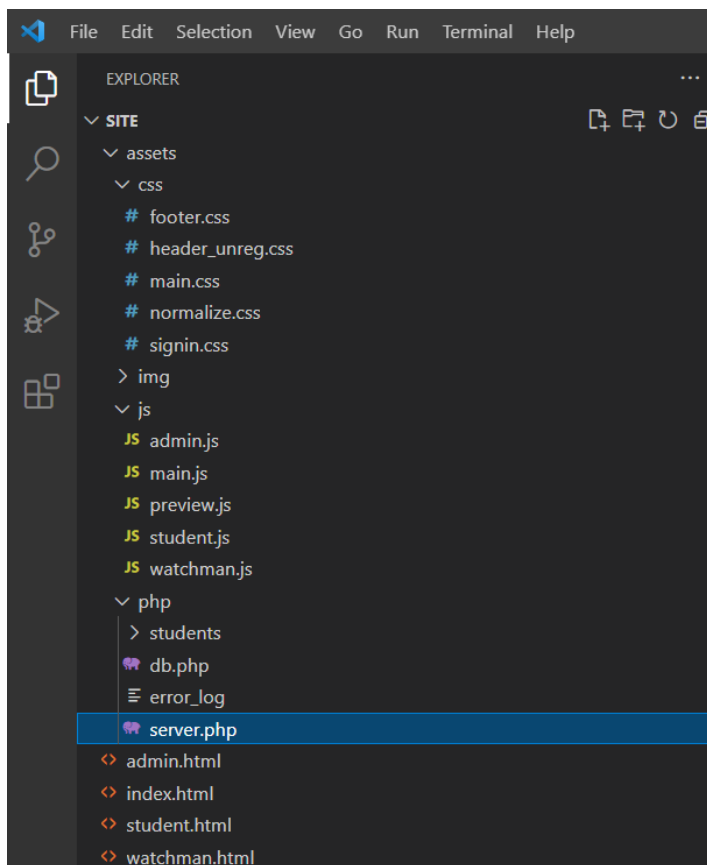 File Edit Selection View Go Run Terminal Help
EXPLORER
SITE
assets
css
# footer.css
# header_unreg.css
# main.css
# normalize.css
# signin.css
img
js
JS admin.js
JS main.js
JS preview.js
JS student.js
JS watchman.js
php
students
db.php
error_log
server.php
<> admin.html
<> index.html
<> student.html
<> watchman.html